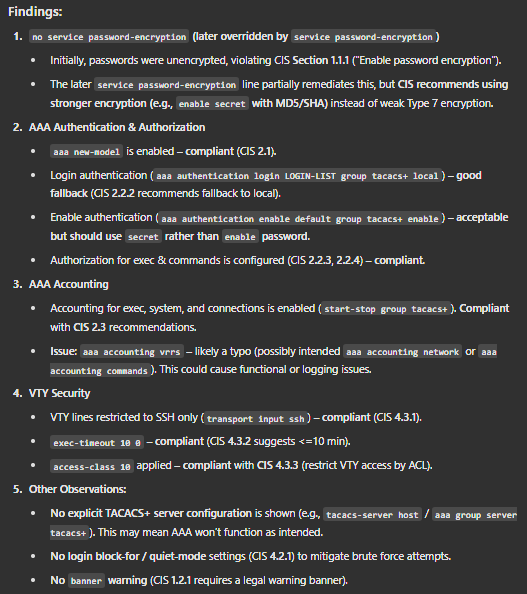 Findings:
1. no service password-encryption (later overridden by service password-encryption)
• Initially, passwords were unencrypted, violating CIS Section 1.1.1 ("Enable password encryption").
• The later service password-encryption line partially remediates this, but CIS recommends using
stronger encryption (e.g., enable secret with MD5/SHA) instead of weak Type 7 encryption.
2. AAA Authentication & Authorization
• aaa new-model is enabled – compliant (CIS 2.1).
• Login authentication (aaa authentication login LOGIN-LIST group tacacs+ local) – good
fallback (CIS 2.2.2 recommends fallback to local).
• Enable authentication (aaa authentication enable default group tacacs+ enable) – acceptable
but should use secret rather than enable password.
• Authorization for exec & commands is configured (CIS 2.2.3, 2.2.4) – compliant.
3. AAA Accounting
• Accounting for exec, system, and connections is enabled (start-stop group tacacs+). Compliant
with CIS 2.3 recommendations.
• Issue: aaa accounting vrrs – likely a typo (possibly intended aaa accounting network or aaa
accounting commands). This could cause functional or logging issues.
4. VTY Security
• VTY lines restricted to SSH only (transport input ssh) – compliant (CIS 4.3.1).
• exec-timeout 10 0 – compliant (CIS 4.3.2 suggests <=10 min).
• access-class 10 applied – compliant with CIS 4.3.3 (restrict VTY access by ACL).
5. Other Observations:
• No explicit TACACS+ server configuration is shown (e.g., tacacs-server host / aaa group server
tacacs+). This may mean AAA won't function as intended.
• No login block-for / quiet-mode settings (CIS 4.2.1) to mitigate brute force attempts.
• No banner warning (CIS 1.2.1 requires a legal warning banner).